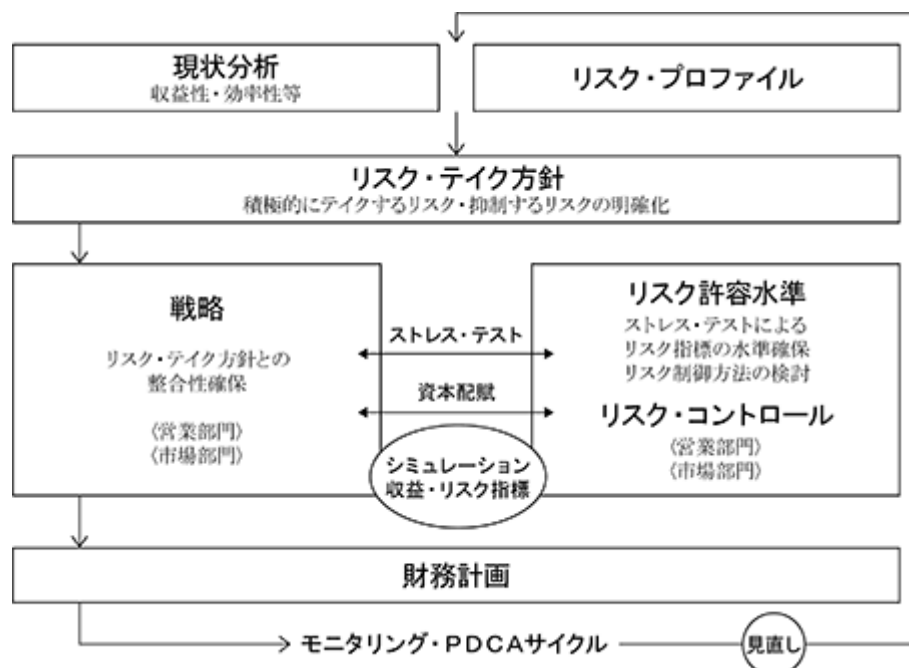 現状分析
収益性・効率性等
リスク・プロファイル
リスク・テイク方針
積極的にテイクするリスク・抑制するリスクの明確化
戦略
リスク・テイク方針との
整合性確保
〈営業部門〉
〈市場部門〉
ストレス・テスト
資本配賦
シミュレーション
収益・リスク指標
リスク許容水準
ストレス・テストによる
リスク指標の水準確保
リスク制御方法の検討
リスク・コントロール
〈営業部門〉
〈市場部門〉
財務計画
モニタリング・PDCAサイクル
見直し